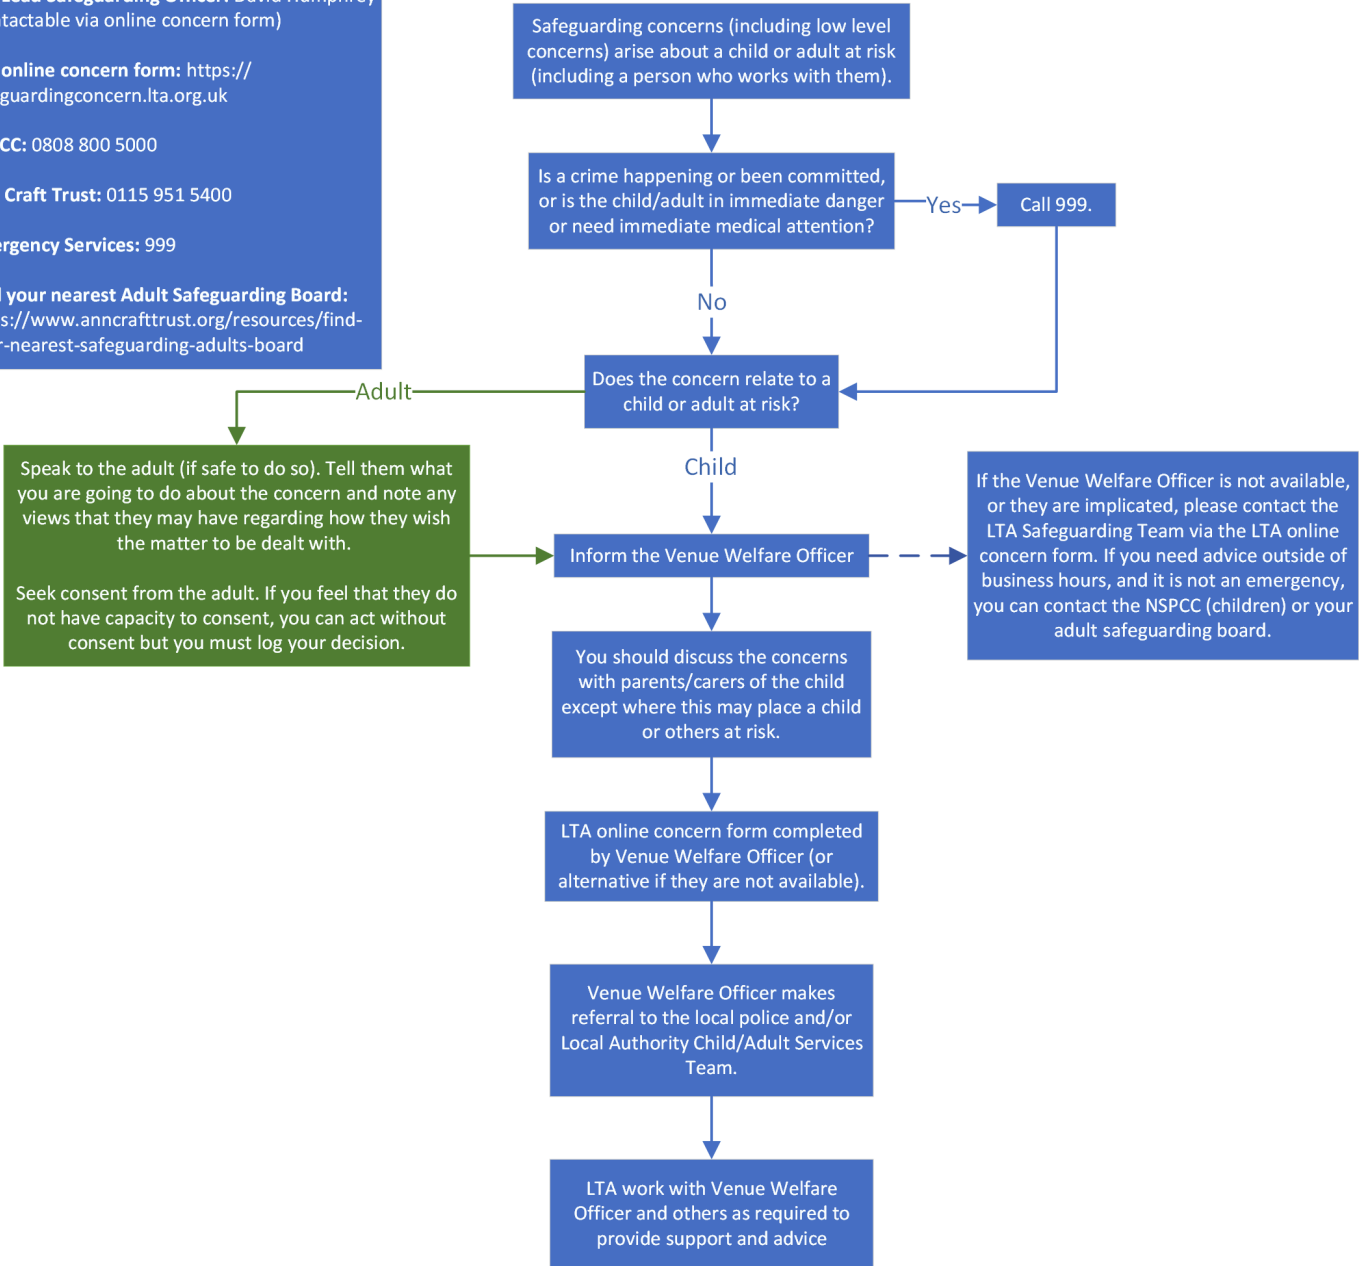 Lead Safeguarding Officer: David Humphrey
ntactable via online concern form)
online concern form: https://
guardingconcern.lta.org.uk
CC: 0808 800 5000
Craft Trust: 0115 951 5400
ergency Services: 999
your nearest Adult Safeguarding Board:
s://www.anncrafttrust.org/resources/find-
r-nearest-safeguarding-adults-board
Safeguarding concerns (including low level
concerns) arise about a child or adult at risk
(including a person who works with them).
Is a crime happening or been committed,
or is the child/adult in immediate danger
or need immediate medical attention?
Yes
Call 999.
No
Does the concern relate to a
child or adult at risk?
Adult
Child
Speak to the adult (if safe to do so). Tell them what
you are going to do about the concern and note any
views that they may have regarding how they wish
the matter to be dealt with.
Seek consent from the adult. If you feel that they do
not have capacity to consent, you can act without
consent but you must log your decision.
Inform the Venue Welfare Officer
If the Venue Welfare Officer is not available,
or they are implicated, please contact the
LTA Safeguarding Team via the LTA online
concern form. If you need advice outside of
business hours, and it is not an emergency,
you can contact the NSPCC (children) or your
adult safeguarding board.
You should discuss the concerns
with parents/carers of the child
except where this may place a child
or others at risk.
LTA online concern form completed
by Venue Welfare Officer (or
alternative if they are not available).
Venue Welfare Officer makes
referral to the local police and/or
Local Authority Child/Adult Services
Team.
LTA work with Venue Welfare
Officer and others as required to
provide support and advice